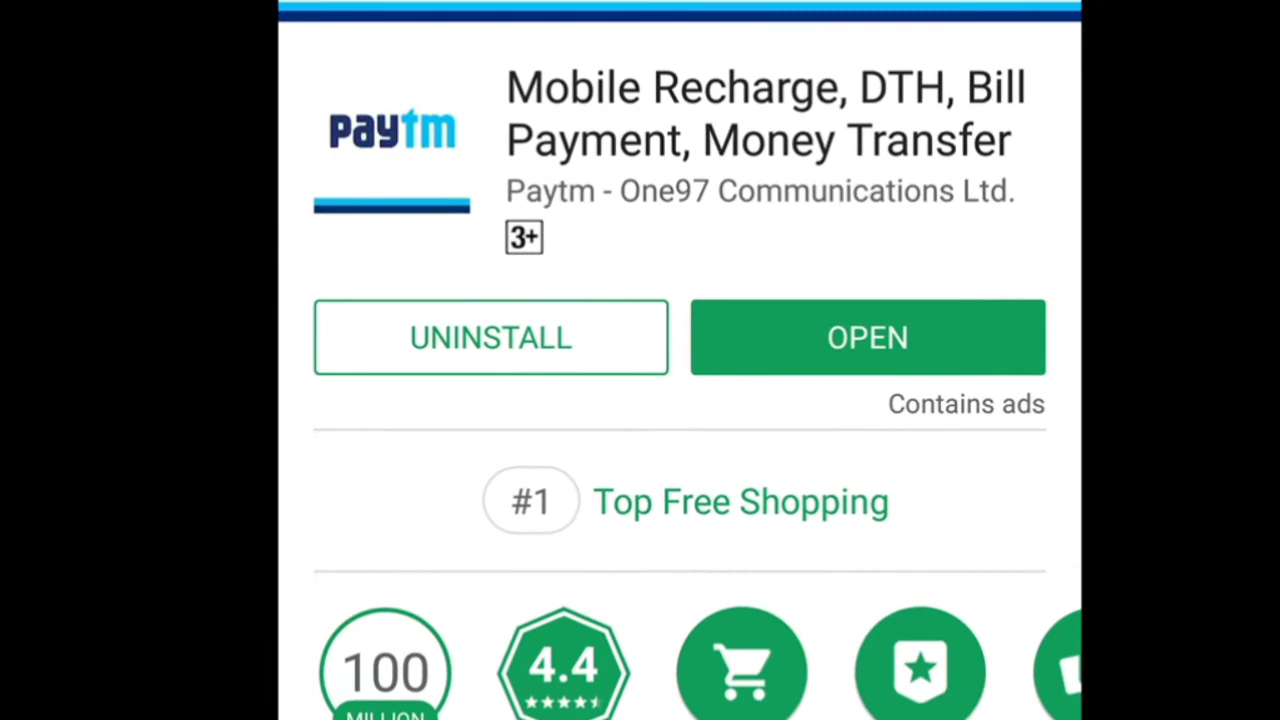 paytm
Mobile Recharge, DTH, Bill
Payment, Money Transfer
Paytm - One97 Communications Ltd.
3+
UNINSTALL
OPEN
Contains ads
#1
Top Free Shopping
100
MILLION
4.4